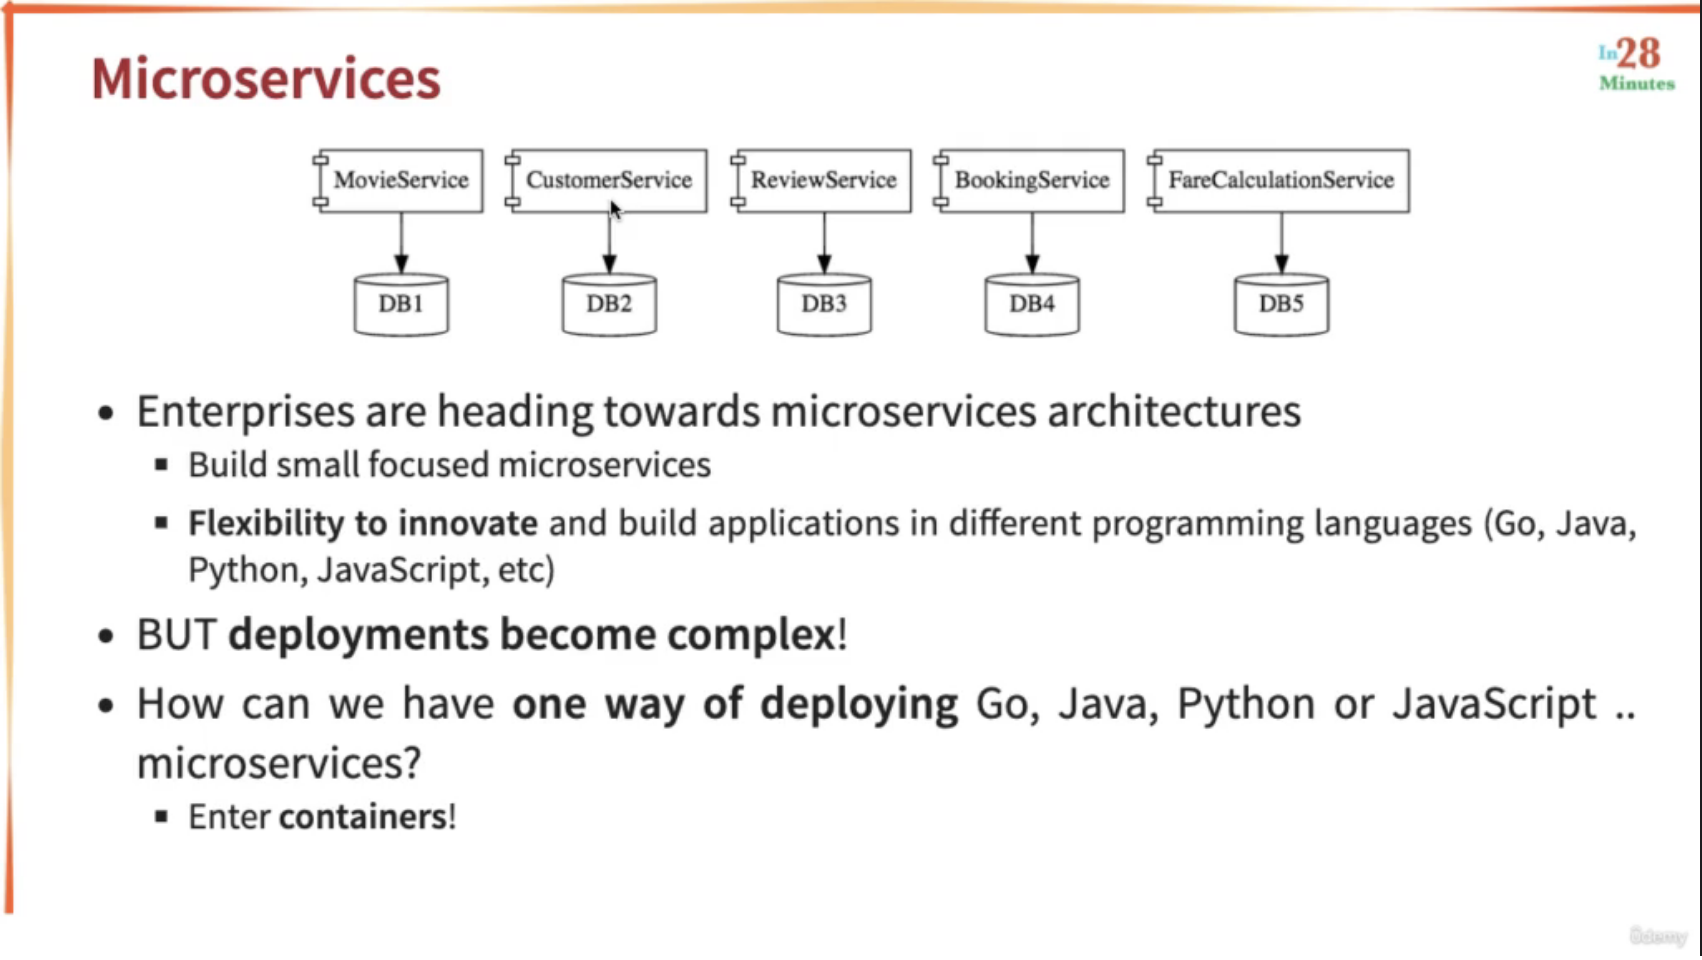 Microservices
In28
Minutes
MovieService
CustomerService
ReviewService
BookingService
FareCalculationService
DB1
DB2
DB3
DB4
DB5
• Enterprises are heading towards microservices architectures
▪ Build small focused microservices
▪ Flexibility to innovate and build applications in different programming languages (Go, Java,
Python, JavaScript, etc)
• BUT deployments become complex!
• How can we have one way of deploying Go, Java, Python or JavaScript ..
microservices?
▪ Enter containers!
ûdemy